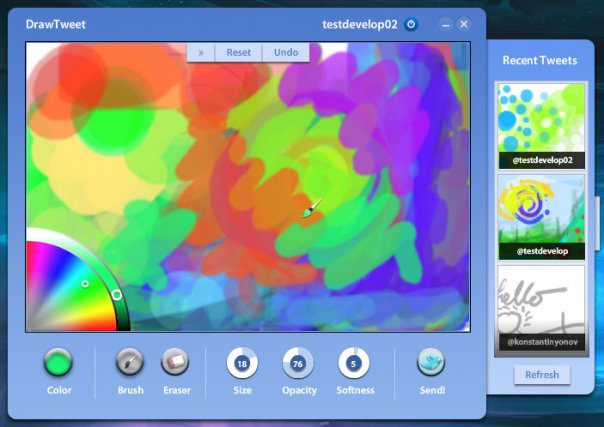 DrawTweet
testdevelop02
» Reset Undo
Recent Tweets
@testdevelop02
@testdevelop
hello
@konstantinyonov
Refresh
Color Brush Eraser
18 Size
76 Opacity
5 Softness
Send!